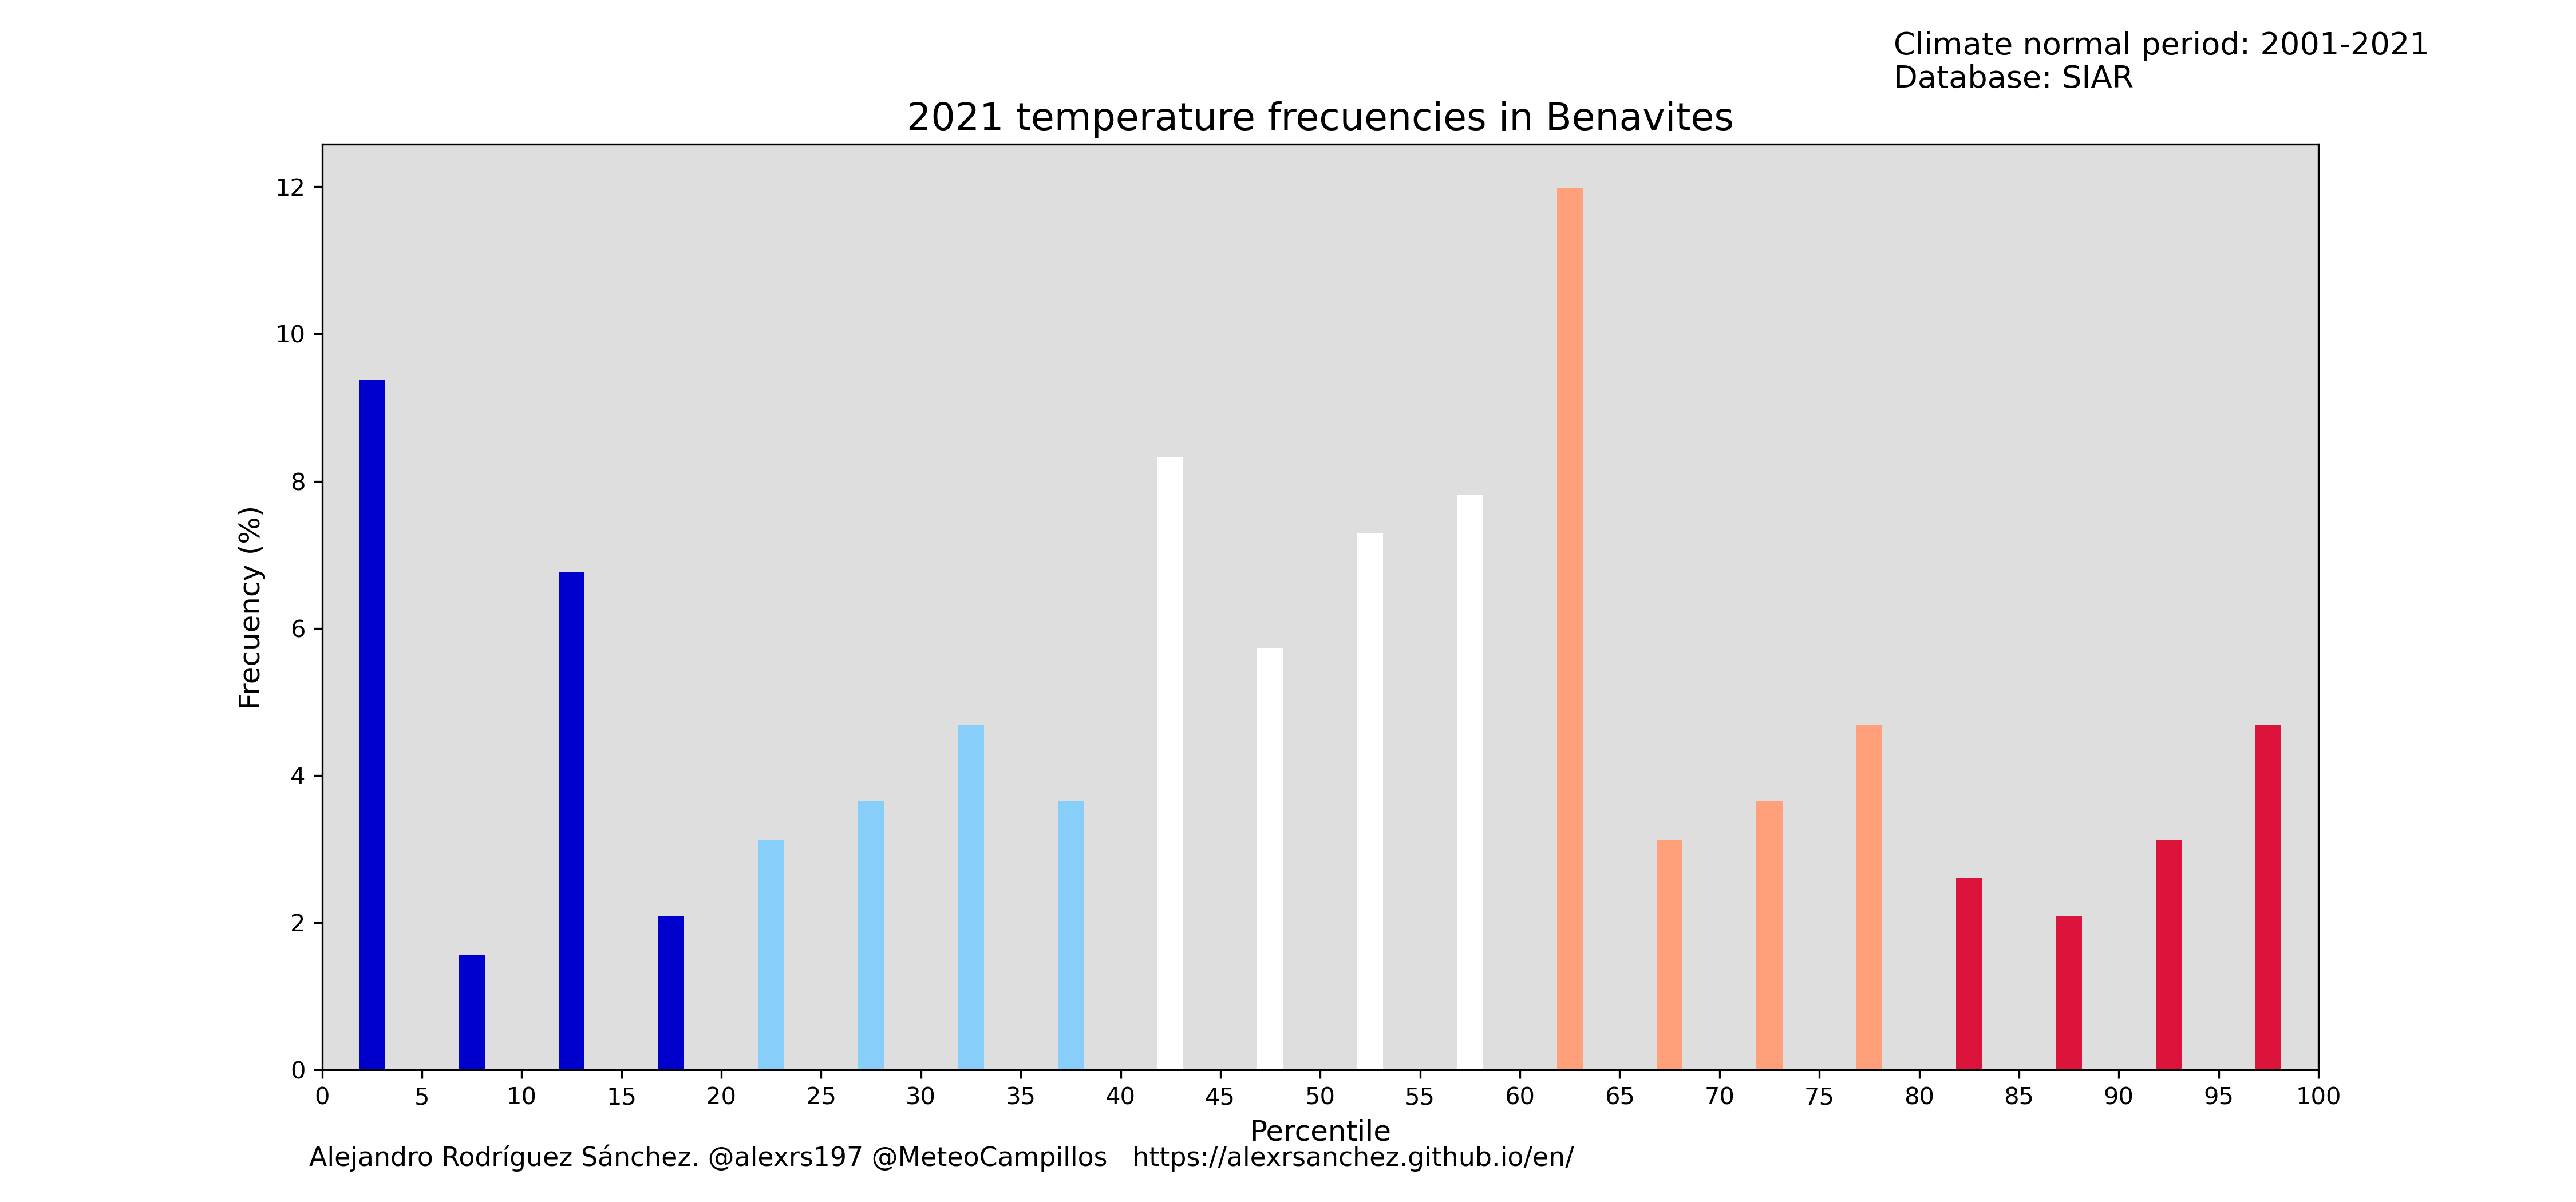 Climate normal period: 2001-2021
Database: SIAR
2021 temperature frecuencies in Benavites
Frecuency (%)
12
10
8
6
4
2
0
0 5 10 15 20 25 30 35 40 45 50 55 60 65 70 75 80 85 90 95 100
Percentile
Alejandro Rodríguez Sánchez. @alexrs197 @MeteoCampillos https://alexrsanchez.github.io/en/